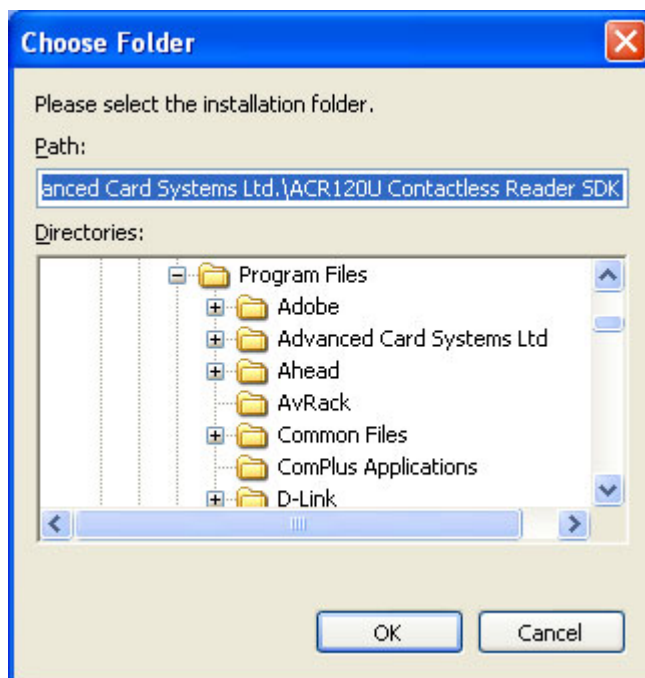 Choose Folder
Please select the installation folder.
Path:
anced Card Systems Ltd.\ACR120U Contactless Reader SDK
Directories:
Program Files
Adobe
Advanced Card Systems Ltd
Ahead
AvRack
Common Files
ComPlus Applications
D-Link
OK Cancel